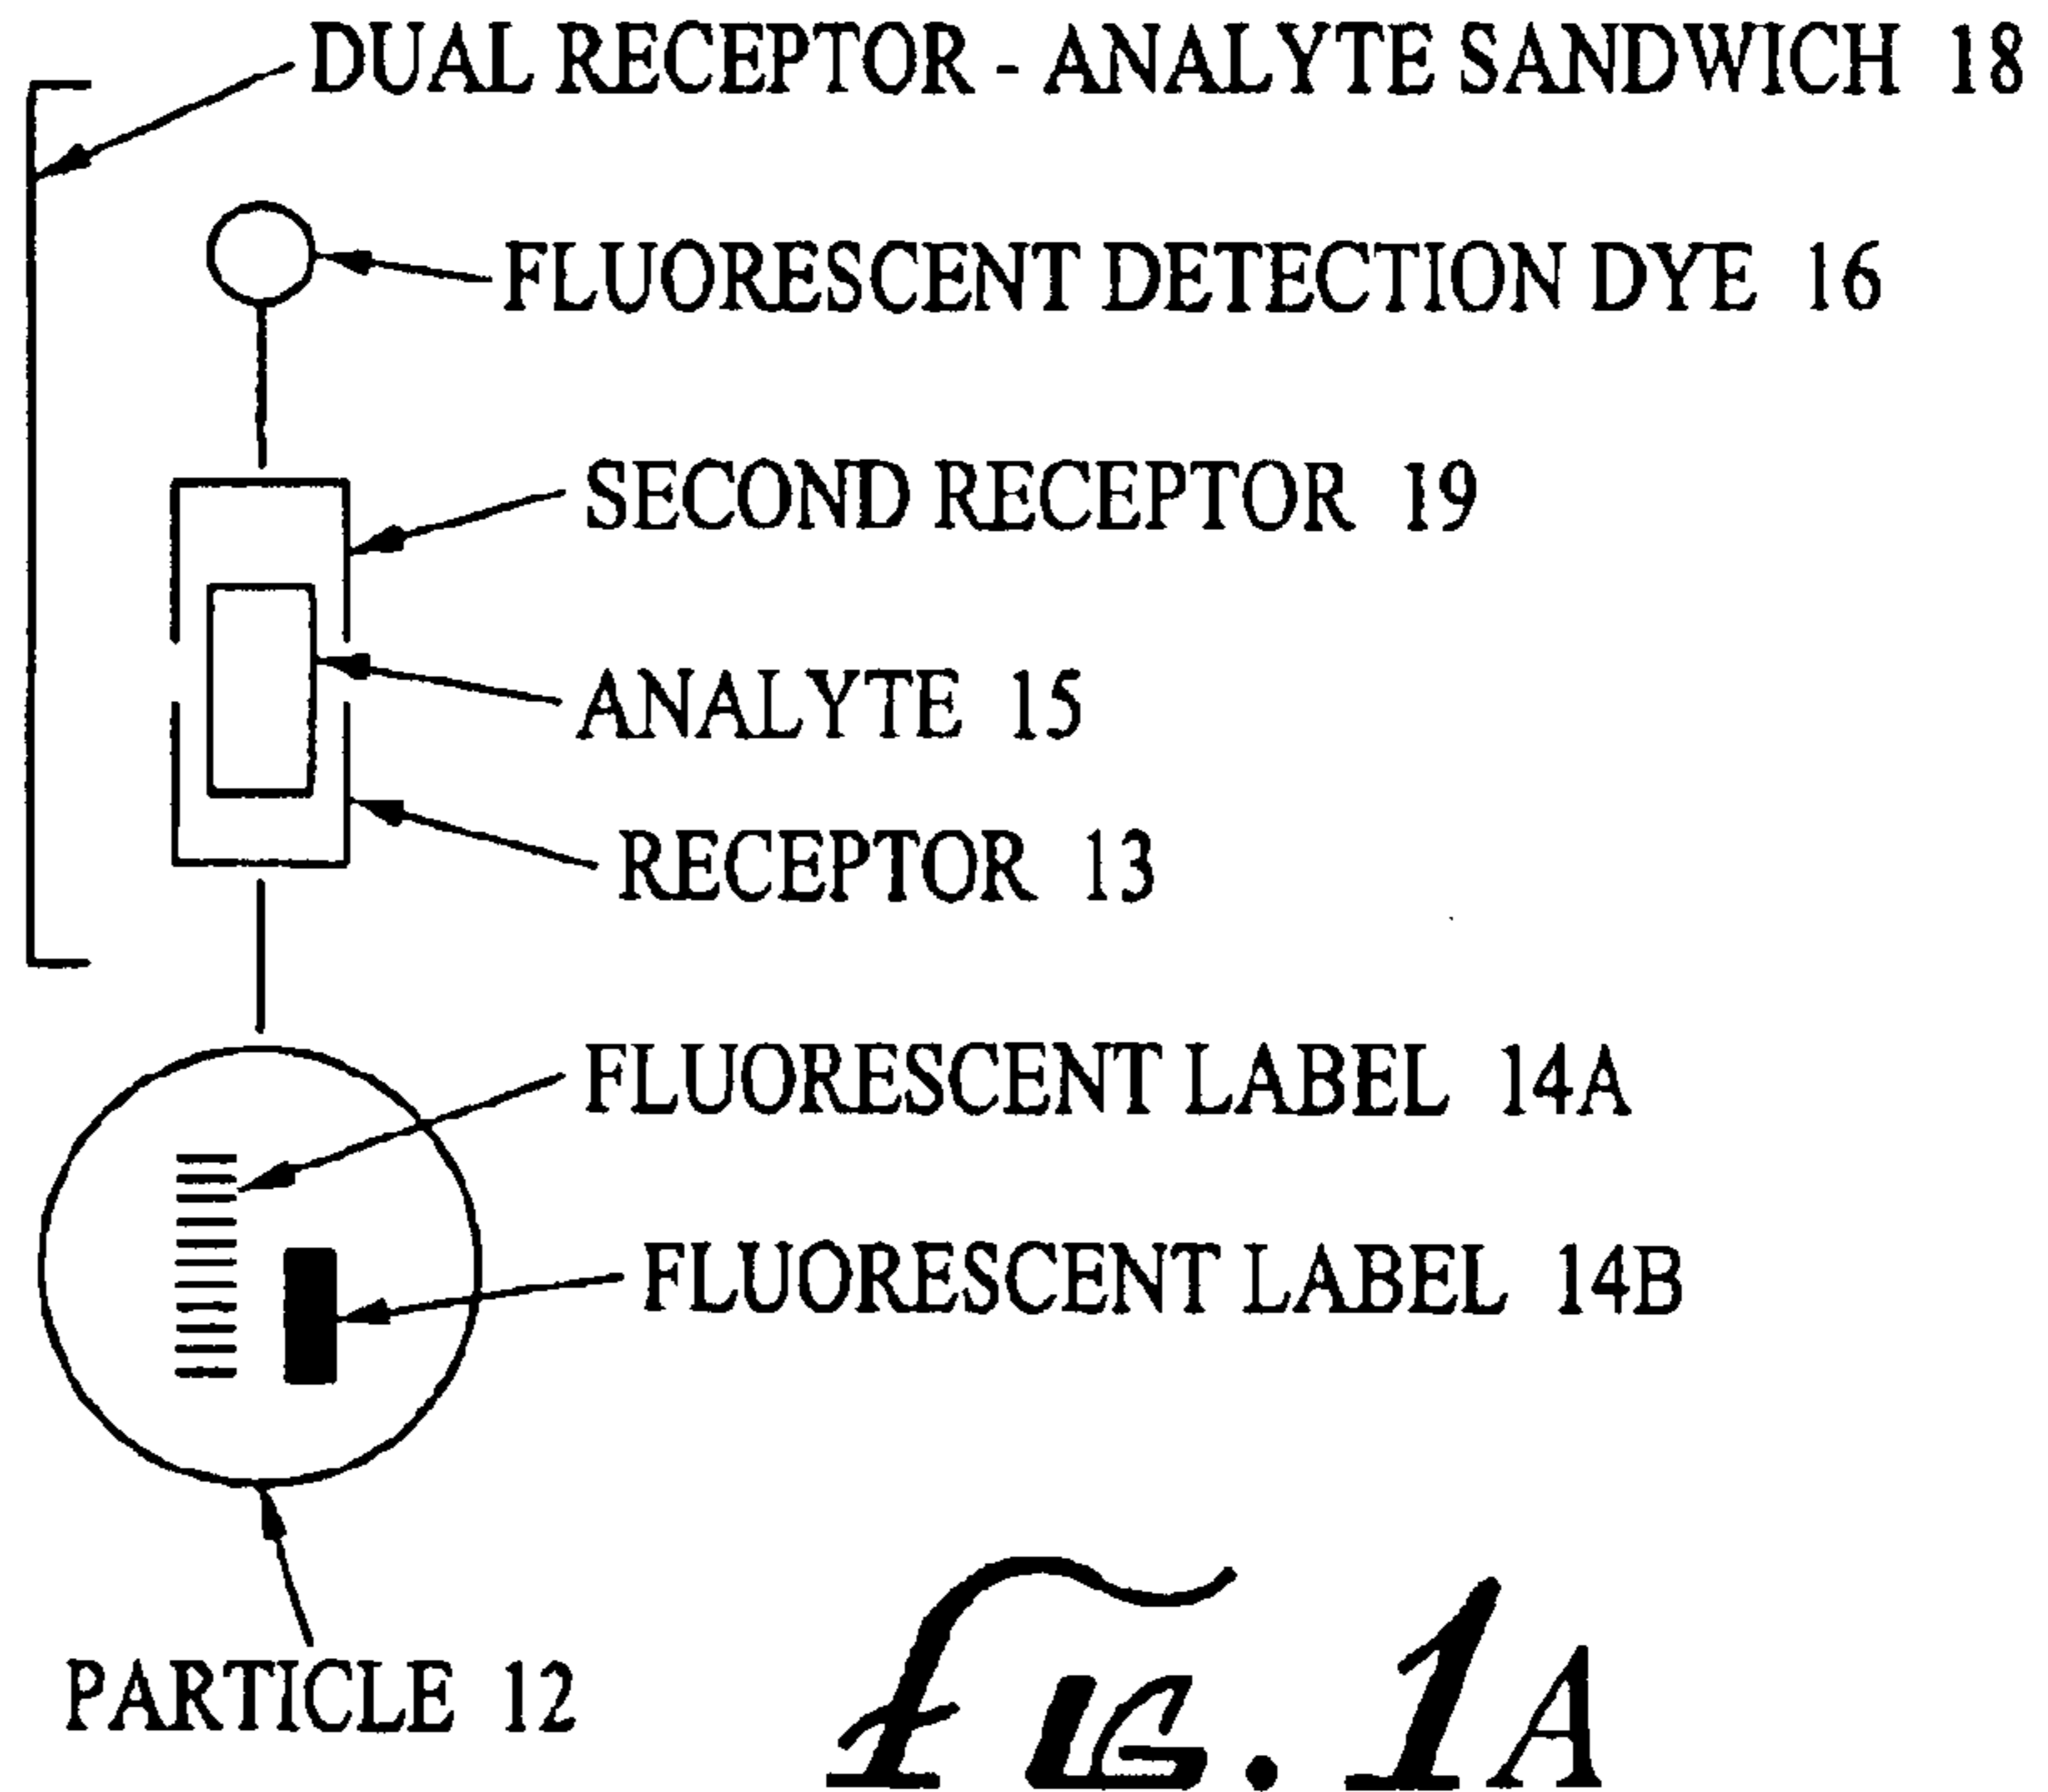 DUAL RECEPTOR - ANALYTE SANDWICH 18
FLUORESCENT DETECTION DYE 16
SECOND RECEPTOR 19
ANALYTE 15
RECEPTOR 13
FLUORESCENT LABEL 14A
FLUORESCENT LABEL 14B
PARTICLE 12
FIG. 1A